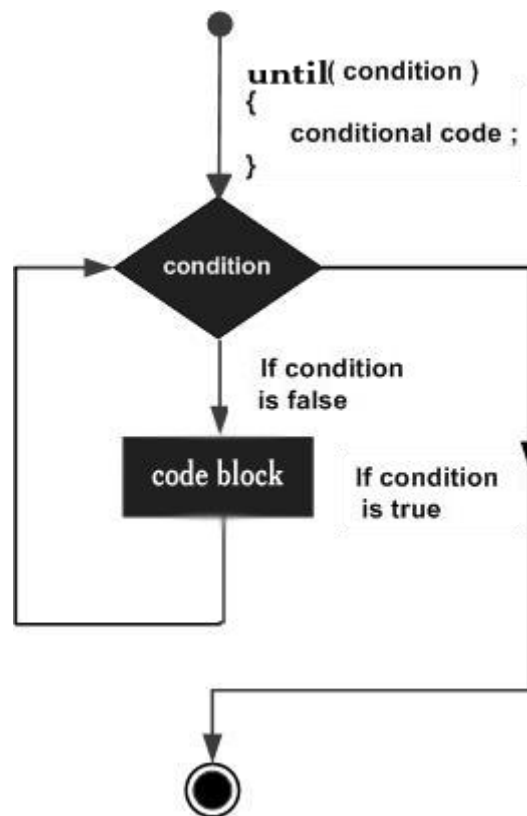 until( condition )
{
conditional code ;
}
condition
If condition
is false
code block
If condition
is true